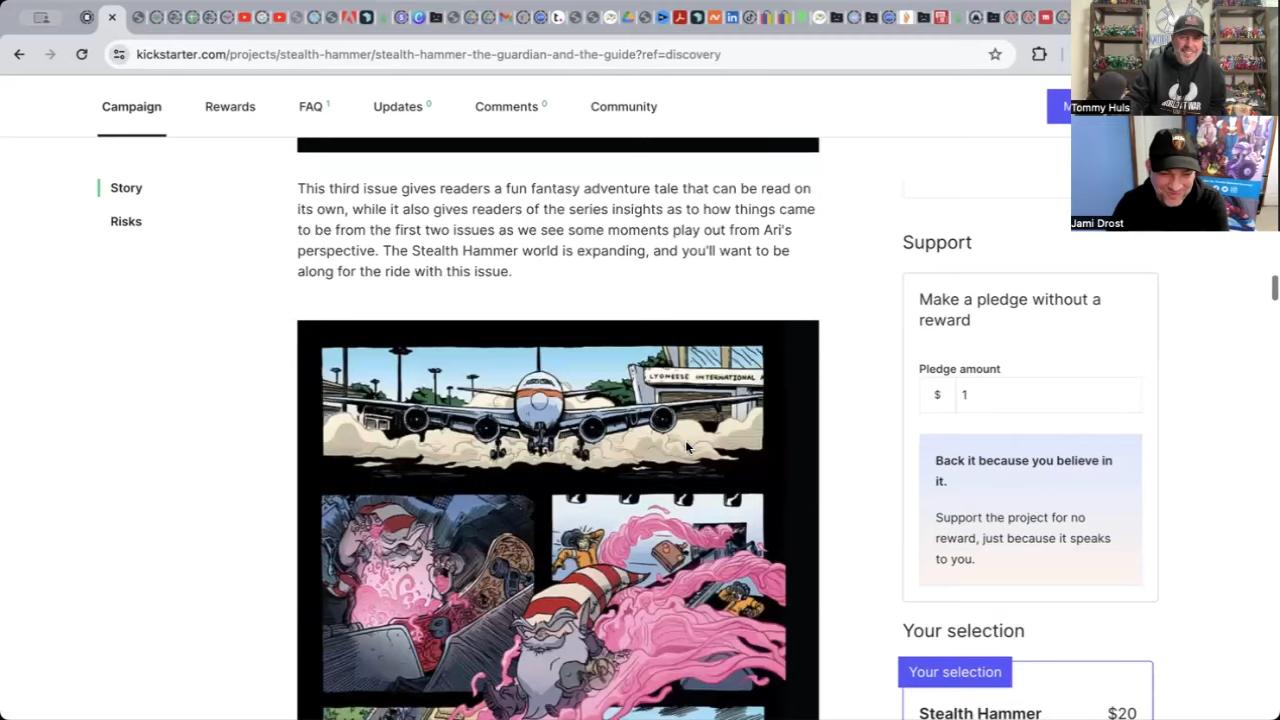 kickstarter.com/projects/stealth-hammer/stealth-hammer-the-guardian-and-the-guide?ref=discovery
Campaign
Rewards
FAQ 1
Updates 0
Comments 0
Community
M
Tommy Huls
Jami Drost
Story
Risks
This third issue gives readers a fun fantasy adventure tale that can be read on
its own, while it also gives readers of the series insights as to how things came
to be from the first two issues as we see some moments play out from Ari's
perspective. The Stealth Hammer world is expanding, and you'll want to be
along for the ride with this issue.
LYONESSE INTERNATIONAL A
Support
Make a pledge without a
reward
Pledge amount
$ 1
Back it because you believe in
it.
Support the project for no
reward, just because it speaks
to you.
Your selection
Your selection
Stealth Hammer $20